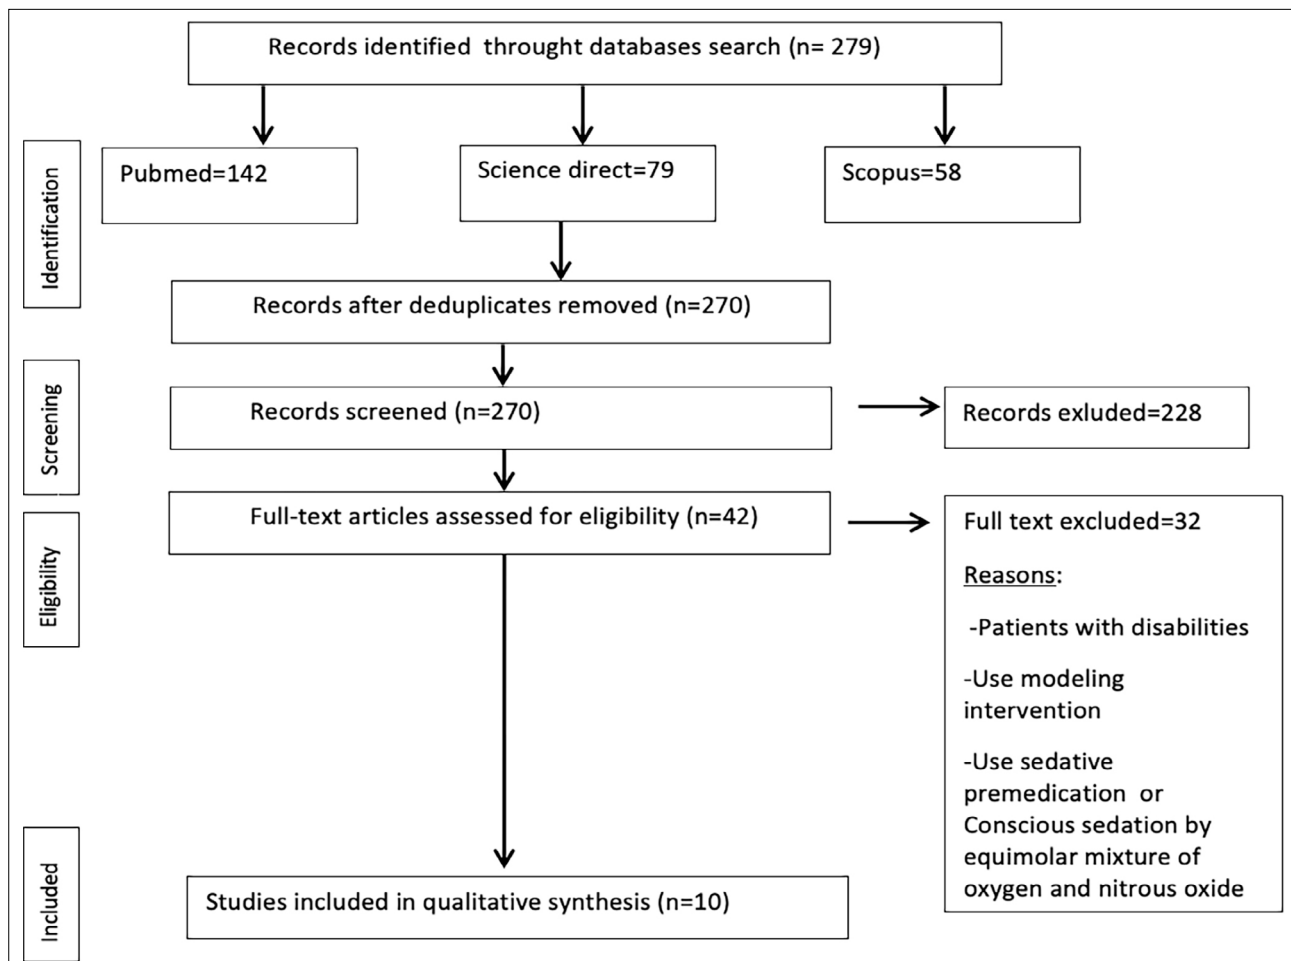 Records identified throught databases search (n= 279)
Pubmed=142
Science direct=79
Scopus=58
Identification
Records after deduplicates removed (n=270)
Screening
Records screened (n=270)
Records exluded=228
Eligibility
Full-text articles assessed for eligibility (n=42)
Full text excluded=32
Reasons:
-Patients with disabilities
-Use modeling
intervention
-Use sedative
premedication or
Conscious sedation by
equimolar mixture of
oxygen and nitrous oxide
Included
Studies included in qualitative synthesis (n=10)